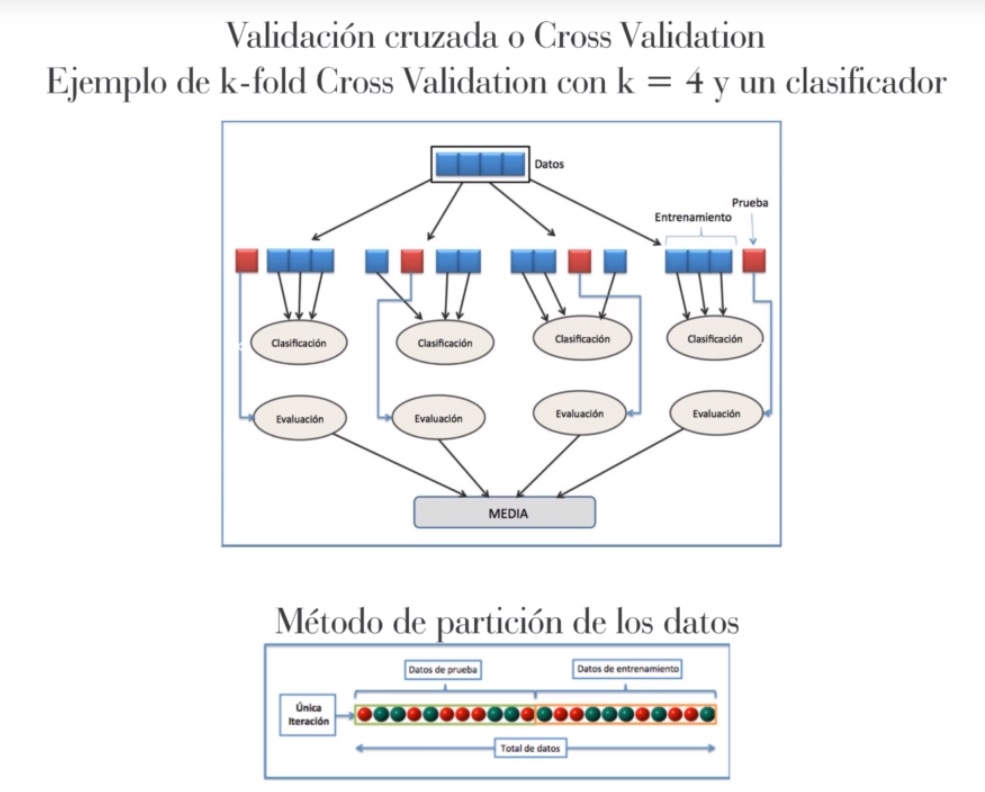 Validación cruzada o Cross Validation
Ejemplo de k-fold Cross Validation con k = 4 y un clasificador
Datos
Prueba
Entrenamiento
Clasificación
Clasificación
Clasificación
Clasificación
Evaluación
Evaluación
Evaluación
Evaluación
MEDIA
Método de partición de los datos
Datos de prueba
Datos de entrenamiento
Única
Iteración
Total de datos